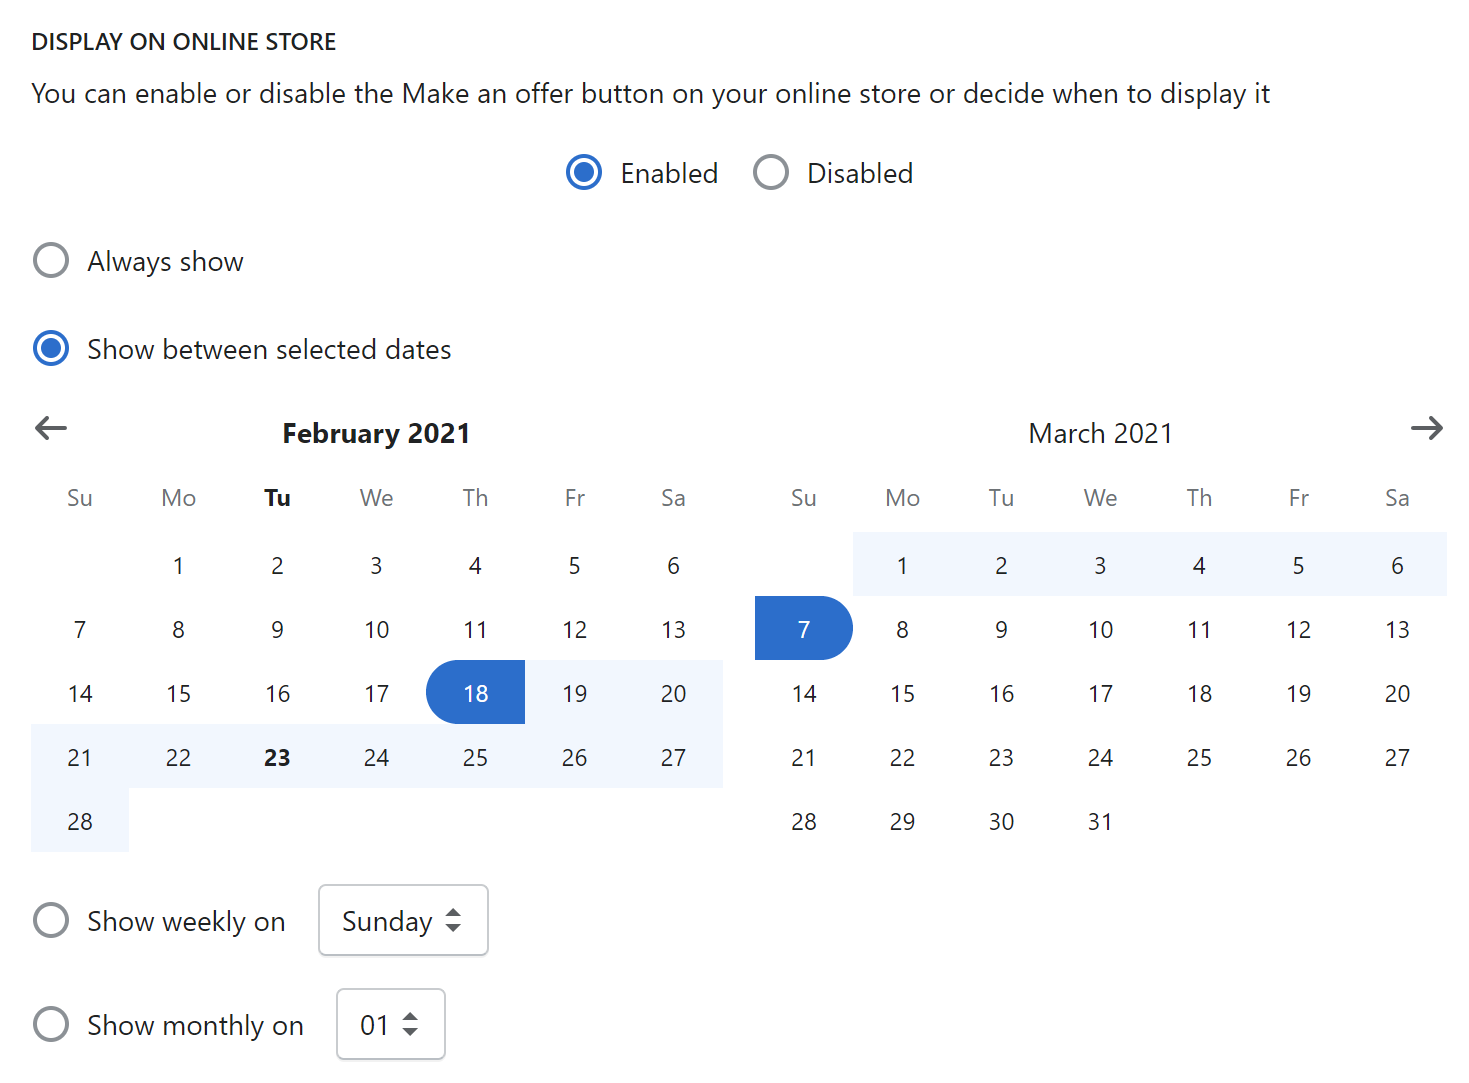 DISPLAY ON ONLINE STORE
You can enable or disable the Make an offer button on your online store or decide when to display it
Enabled Disabled
Always show
Show between selected dates
February 2021 March 2021
Su Mo Tu We Th Fr Sa Su Mo Tu We Th Fr Sa
1 2 3 4 5 6 1 2 3 4 5 6
7 8 9 10 11 12 13 7 8 9 10 11 12 13
14 15 16 17 18 19 20 14 15 16 17 18 19 20
21 22 23 24 25 26 27 21 22 23 24 25 26 27
28 28 29 30 31
Show weekly on Sunday
Show monthly on 01